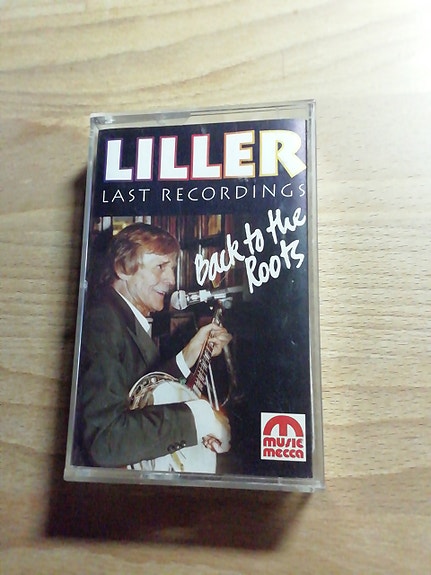 LILLER
LAST RECORDINGS
Back to the
Roots
music
mecca